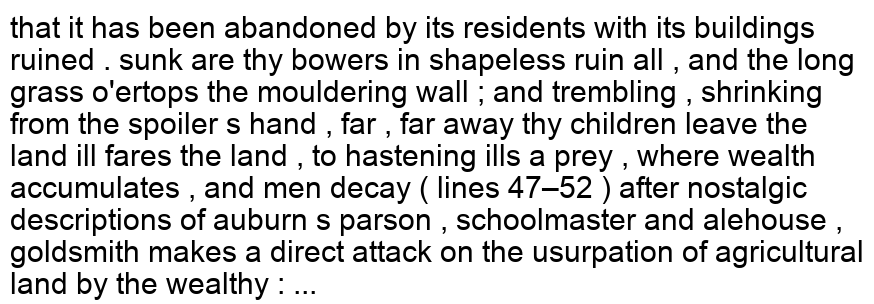 that it has been abandoned by its residents with its buildings
ruined . sunk are thy bowers in shapeless ruin all , and the long
grass o'ertops the mouldering wall ; and trembling , shrinking
from the spoiler s hand , far , far away thy children leave the
land ill fares the land , to hastening ills a prey , where wealth
accumulates , and men decay ( lines 47–52 ) after nostalgic
descriptions of auburn s parson , schoolmaster and alehouse ,
goldsmith makes a direct attack on the usurpation of agricultural
land by the wealthy : ...